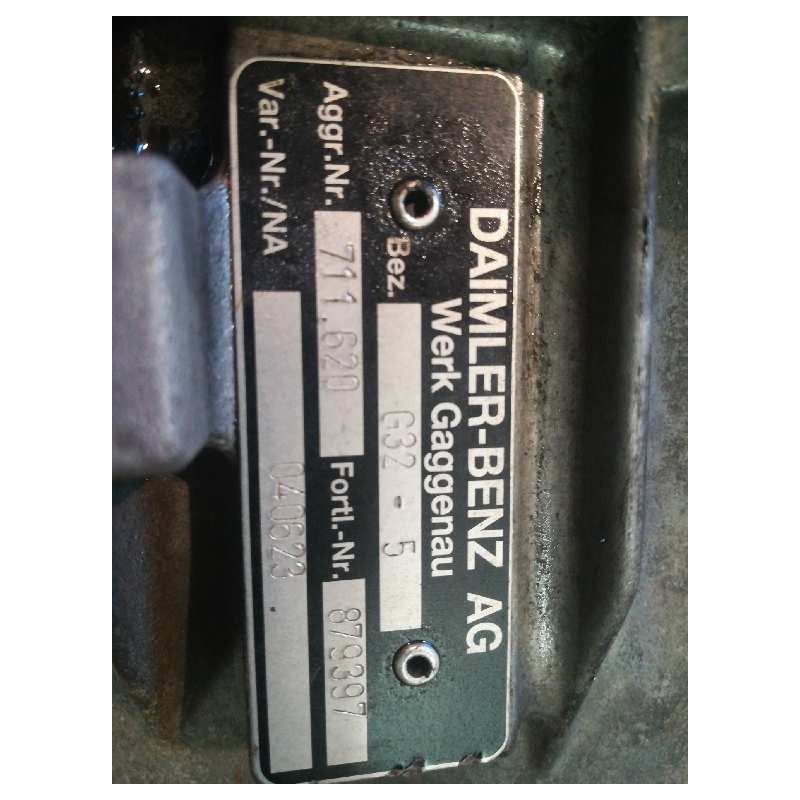 DAIMLER-BENZ AG
Werk Gaggenau
Bez. G32-5
Aggr.Nr. 711.620 Fortl.-Nr. 879397
Var.-Nr./NA 040623.